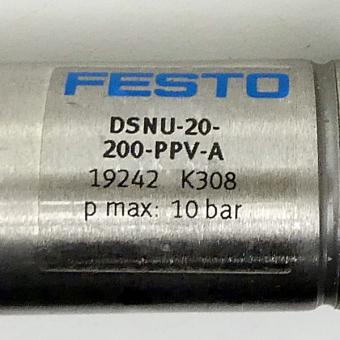 FESTO
DSNU-20-
200-PPV-A
19242 K308
p max: 10 bar